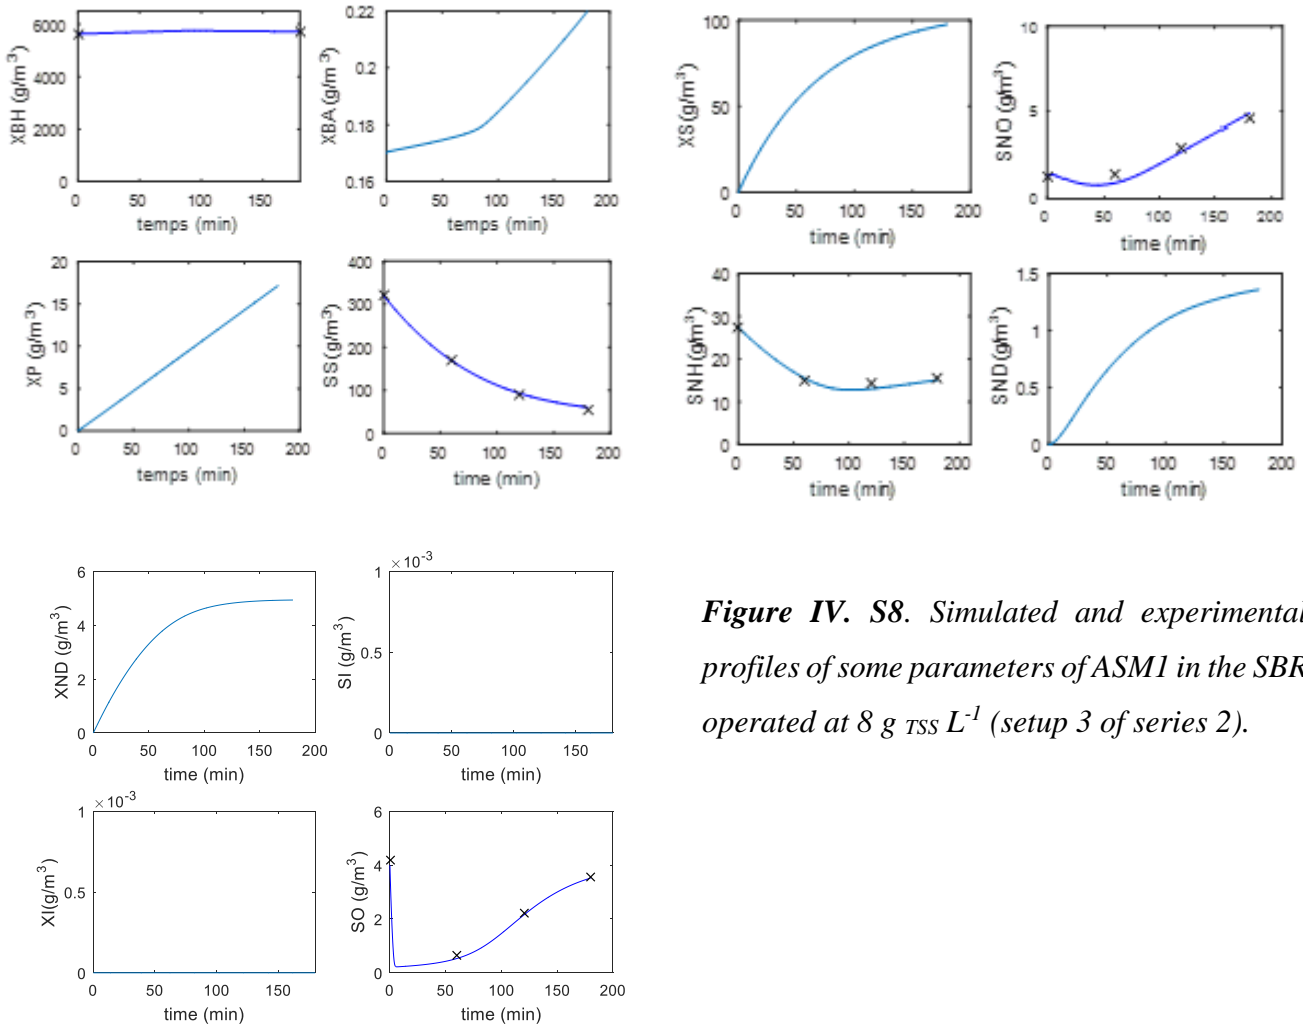 6000
4000
2000
0
XBH (g/m³)
0 50 100 150
temps (min)
0.22
0.2
0.18
0.16
XBA (g/m³)
0 50 100 150 200
temps (min)
100
50
0
XS(g/m³)
0 50 100 150 200
time (min)
10
5
0
SNO (g/m³)
0 50 100 150 200
time (min)
20
15
10
5
0
XP (g/m³)
0 50 100 150 200
temps (min)
400
300
200
100
0
SS(g/m³)
0 50 100 150 200
time (min)
40
30
20
10
0
SNH(g/m³)
0 50 100 150 200
time (min)
1.5
1
0.5
0
SND(g/m³)
0 50 100 150 200
time (min)
6
4
2
0
XND (g/m³)
0 50 100 150 200
time (min)
×10⁻³
1
0.5
0
SI (g/m³)
0 50 100 150
time (min)
Figure IV. S8. Simulated and experimental
profiles of some parameters of ASM1 in the SBR
operated at 8 g TSS L⁻¹ (setup 3 of series 2).
×10⁻³
1
0.5
0
XI(g/m³)
0 50 100 150
time (min)
6
4
2
0
SO (g/m³)
0 50 100 150 200
time (min)